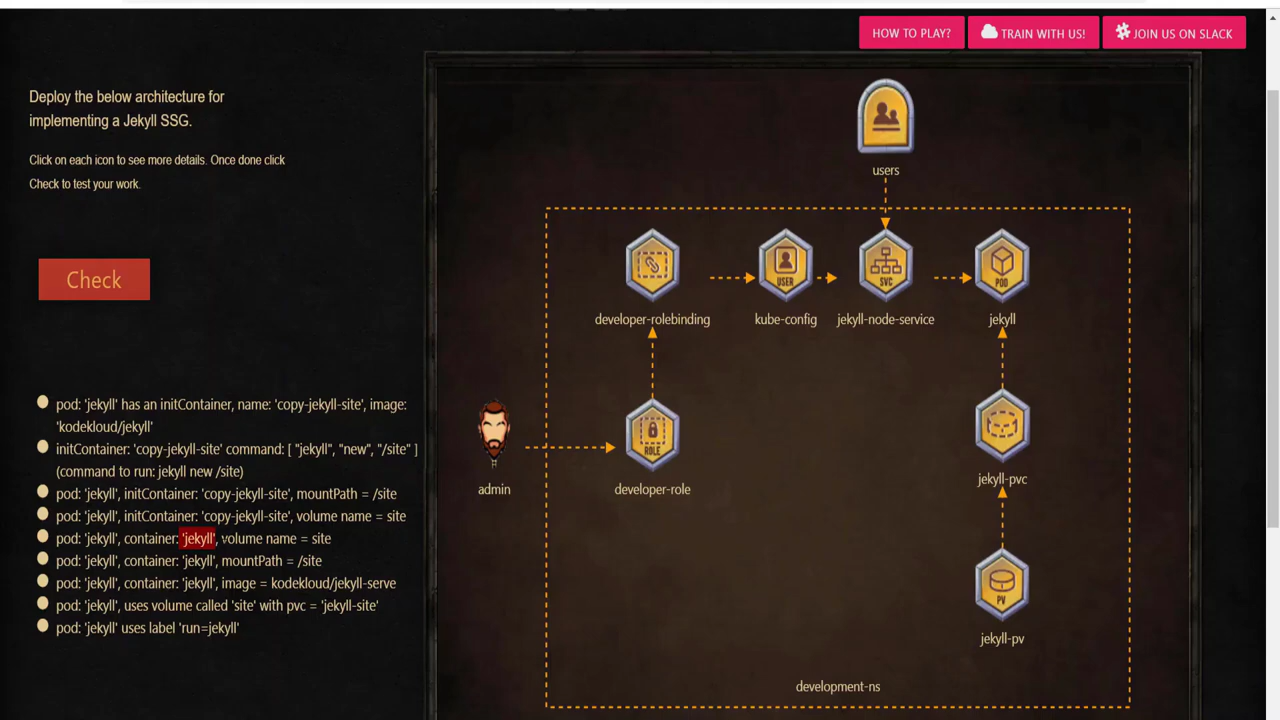 HOW TO PLAY?
TRAIN WITH US!
JOIN US ON SLACK
Deploy the below architecture for
implementing a Jekyll SSG.
Click on each icon to see more details. Once done click
Check to test your work.
Check
pod: 'jekyll' has an initContainer, name: 'copy-jekyll-site', image:
'kodekloud/jekyll'
initContainer: 'copy-jekyll-site' command: [ "jekyll", "new", "/site" ]
(command to run: jekyll new /site)
pod: 'jekyll', initContainer: 'copy-jekyll-site', mountPath = /site
pod: 'jekyll', initContainer: 'copy-jekyll-site', volume name = site
pod: 'jekyll', container: 'jekyll', volume name = site
pod: 'jekyll', container: 'jekyll', mountPath = /site
pod: 'jekyll', container: 'jekyll', image = kodekloud/jekyll-serve
pod: 'jekyll', uses volume called 'site' with pvc = 'jekyll-site'
pod: 'jekyll' uses label 'run=jekyll'
users
USER
SVC
POD
developer-rolebinding
kube-config
jekyll-node-service
jekyll
ROLE
admin
developer-role
jekyll-pvc
PV
jekyll-pv
development-ns